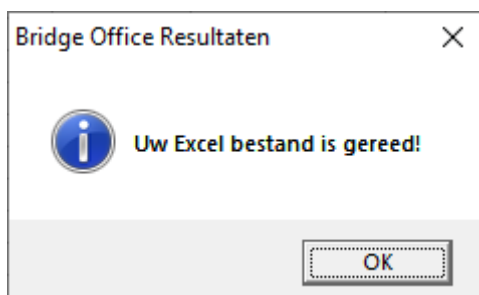 Bridge Office Resultaten
Uw Excel bestand is gereed!
OK